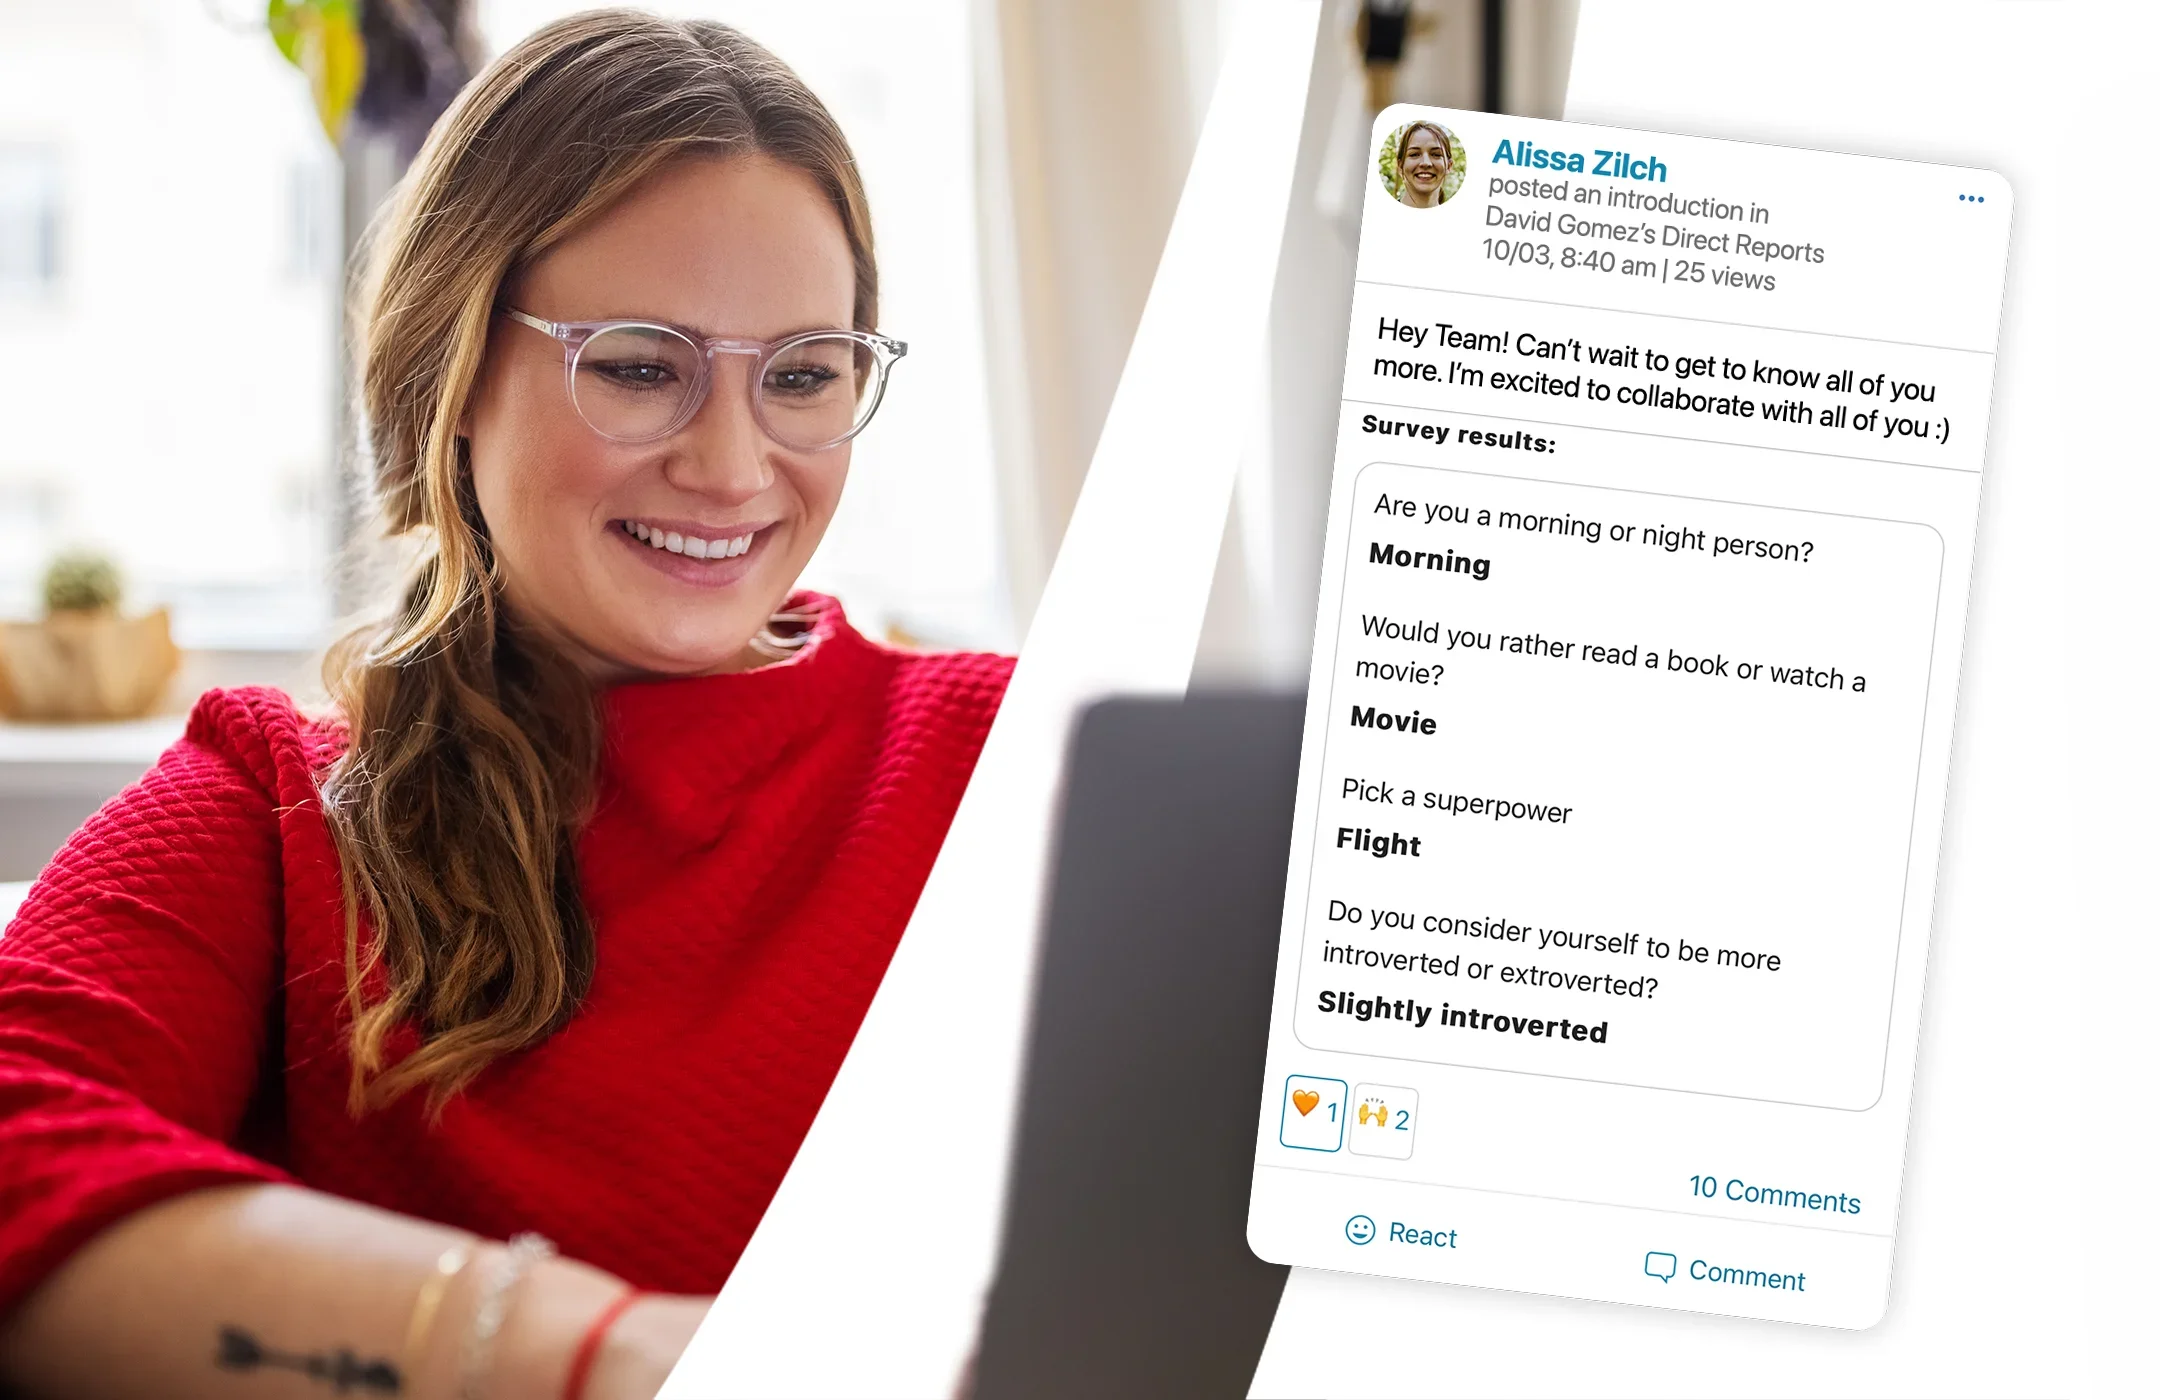 Alissa Zilch
posted an introduction in
David Gomez’s Direct Reports
10/03, 8:40 am | 25 views
Hey Team! Can’t wait to get to know all of you
more. I’m excited to collaborate with all of you :)
Survey results:
Are you a morning or night person?
Morning
Would you rather read a book or watch a
movie?
Movie
Pick a superpower
Flight
Do you consider yourself to be more
introverted or extroverted?
Slightly introverted
🧡 1 🙌 2
10 Comments
React
Comment